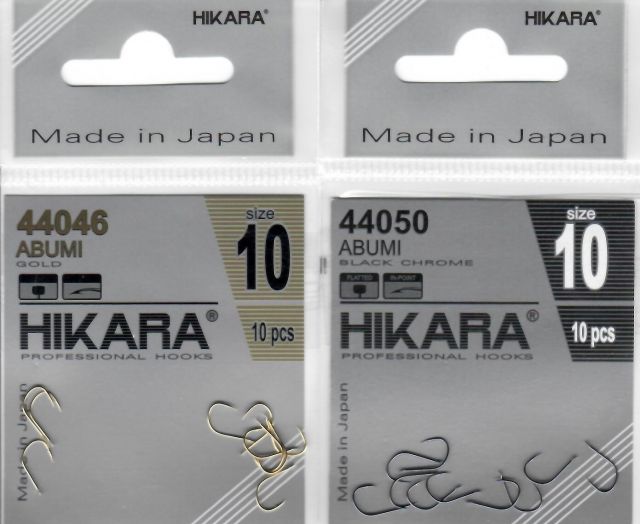 HIKARA®
Made in Japan
44046
ABUMI
GOLD
size
10
10 pcs
HIKARA®
PROFESSIONAL HOOKS
Made in Japan
HIKARA®
Made in Japan
44050
ABUMI
BLACK CHROME
FLATTED
IN-POINT
size
10
10 pcs
HIKARA®
PROFESSIONAL HOOKS
Made in Japan